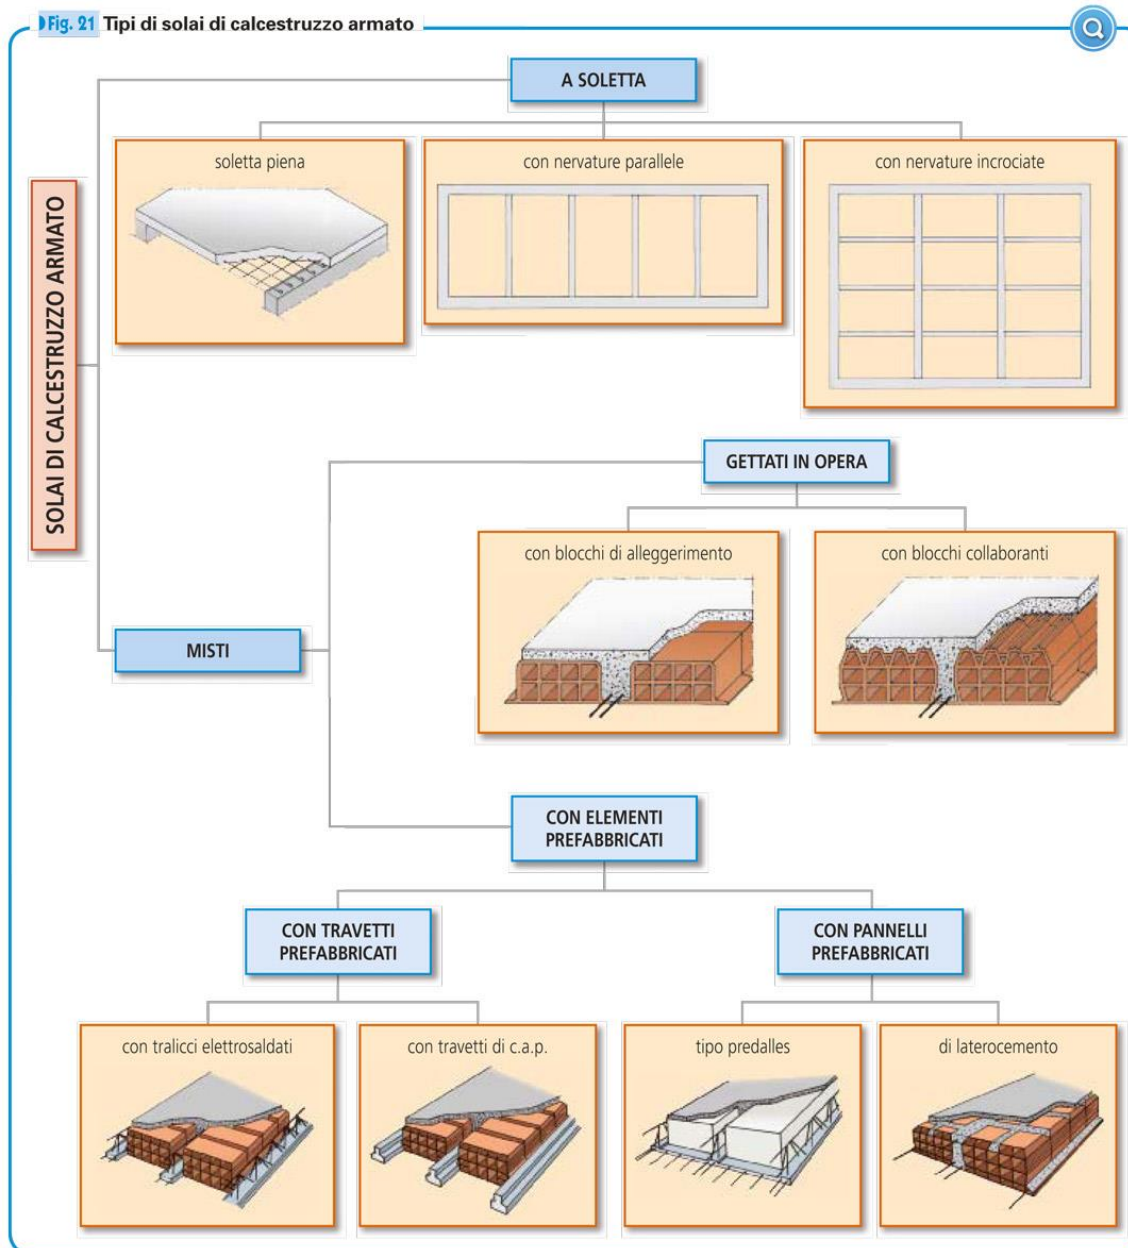 Fig. 21 Tipi di solai di calcestruzzo armato
SOLAI DI CALCESTRUZZO ARMATO
A SOLETTA
soletta piena
con nervature parallele
con nervature incrociate
MISTI
GETTATI IN OPERA
con blocchi di alleggerimento
con blocchi collaboranti
CON ELEMENTI
PREFABBRICATI
CON TRAVETTI
PREFABBRICATI
CON PANNELLI
PREFABBRICATI
con tralicci elettrosaldati
con travetti di c.a.p.
tipo predalles
di laterocemento